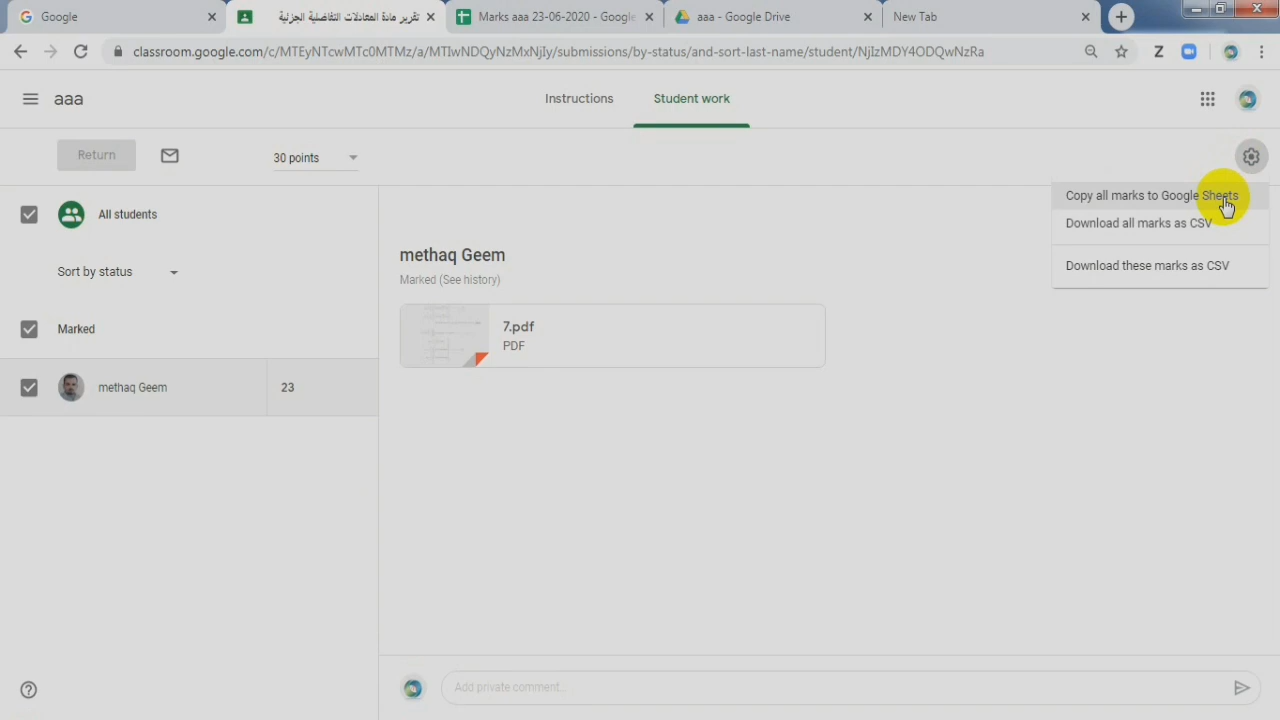 Google
تقرير مادة المعادلات التفاضلية الجزئية
Marks aaa 23-06-2020 - Google
aaa - Google Drive
New Tab
classroom.google.com/c/MTEyNTcwMTc0MTMz/a/MTIwNDQyNzMxNjIy/submissions/by-status/and-sort-last-name/student/NjIzMDY4ODQwNzRa
Z
aaa
Instructions
Student work
Return
30 points
Copy all marks to Google Sheets
Download all marks as CSV
Download these marks as CSV
All students
Sort by status
Marked
methaq Geem
23
methaq Geem
Marked (See history)
7.pdf
PDF
Add private comment...